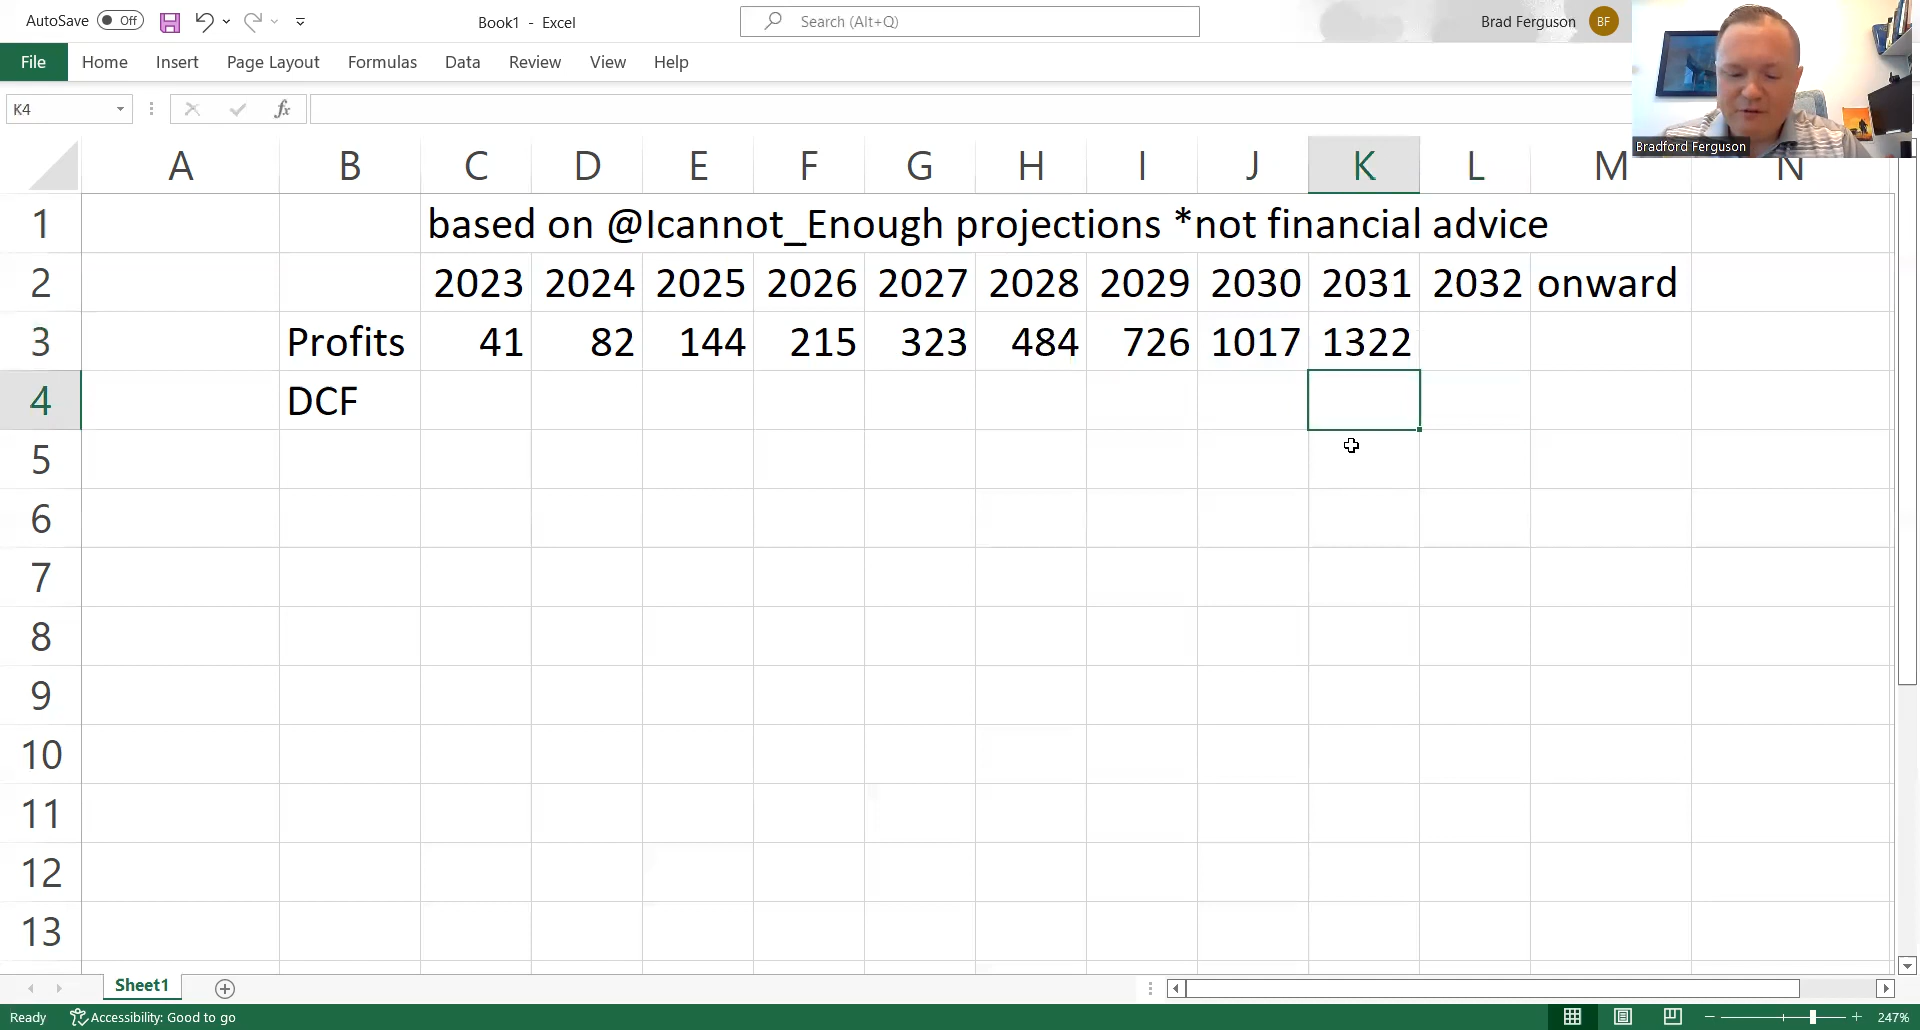 AutoSave Off Book1 - Excel Search (Alt+Q) Brad Ferguson BF
File Home Insert Page Layout Formulas Data Review View Help
K4 fx
Bradford Ferguson
A B C D E F G H I J K L M N
1 based on @Icannot_Enough projections *not financial advice
2 2023 2024 2025 2026 2027 2028 2029 2030 2031 2032 onward
3 Profits 41 82 144 215 323 484 726 1017 1322
4 DCF
5
6
7
8
9
10
11
12
13
Sheet1
Ready Accessibility: Good to go 247%